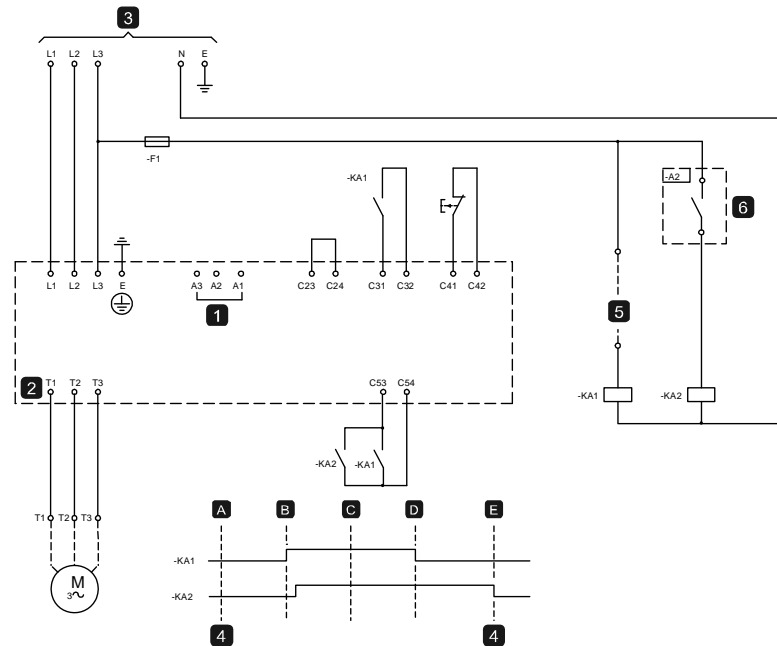 3
L1 L2 L3 N E
-F1
-KA1
-A2
6
L1 L2 L3 E A3 A2 A1 C23 C24 C31 C32 C41 C42
1
5
2 T1 T2 T3 C53 C54
-KA1 -KA2
-KA2 -KA1
T1 T2 T3
A B C D E
-KA1
M
3
-KA2
4 4